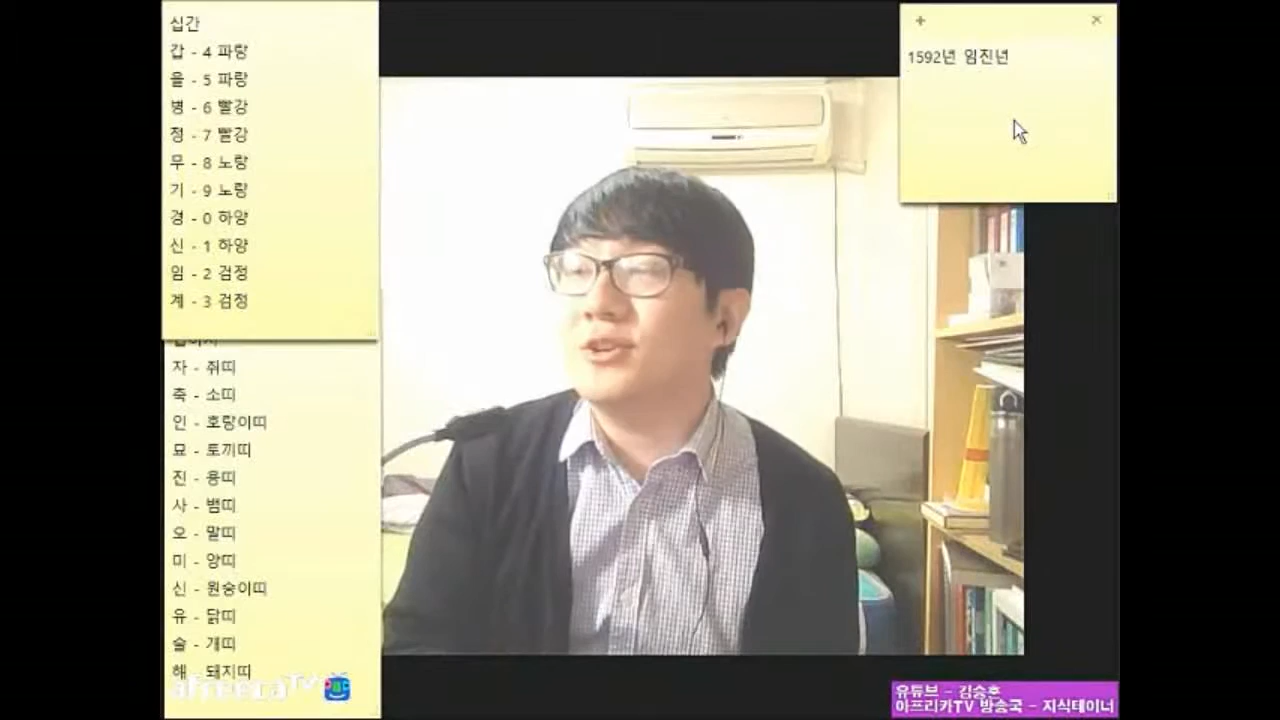 십간
갑 - 4 파랑
을 - 5 파랑
병 - 6 빨강
정 - 7 빨강
무 - 8 노랑
기 - 9 노랑
경 - 0 하양
신 - 1 하양
임 - 2 검정
계 - 3 검정
자 - 쥐띠
축 - 소띠
인 - 호랑이띠
묘 - 토끼띠
진 - 용띠
사 - 뱀띠
오 - 말띠
미 - 양띠
신 - 원숭이띠
유 - 닭띠
술 - 개띠
해 - 돼지띠
afreecaTV
1592년 임진년
유튜브 - 김승훈
아프리카TV 방송국 - 지식테이너